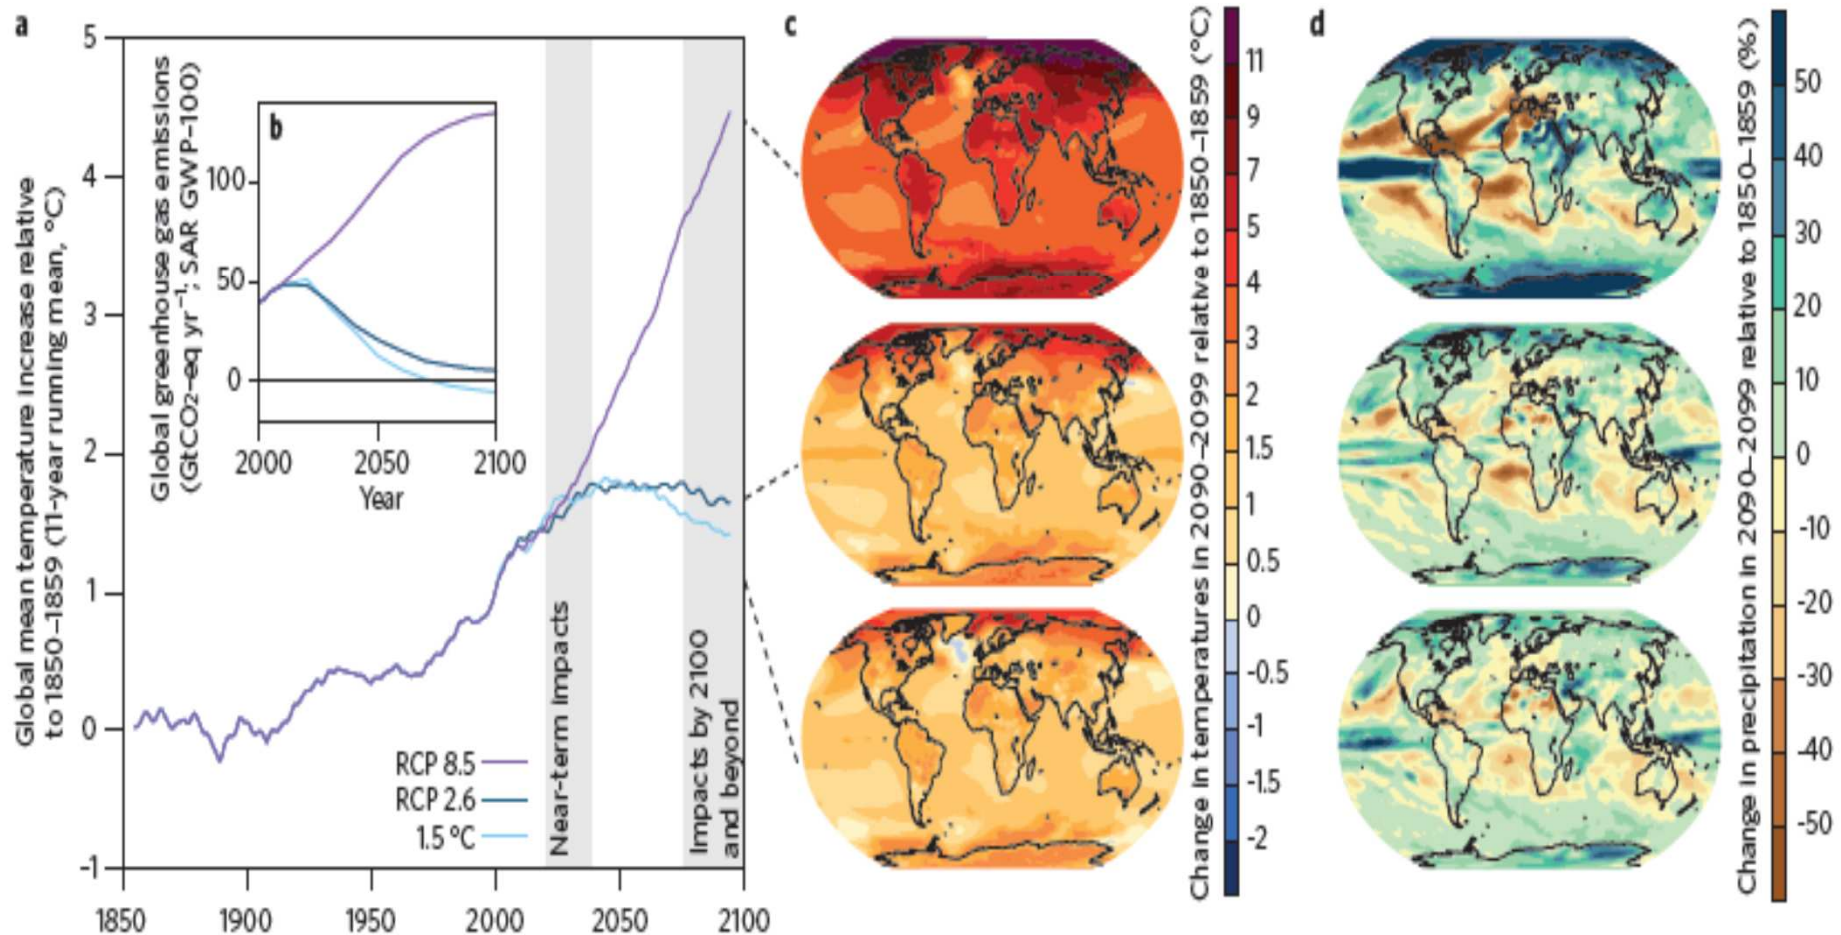 a
Global mean temperature increase relative
to 1850–1859 (11-year running mean, °C)
5
4
3
2
1
0
-1
1850
1900
1950
2000
2050
2100
b
Global greenhouse gas emissions
(GtCO2-eq yr⁻¹; SAR GWP-100)
100
50
0
2000
2050
2100
Year
RCP 8.5
RCP 2.6
1.5 °C
Near-term impacts
Impacts by 2100
and beyond
c
Change in temperatures in 2090–2099 relative to 1850–1859 (°C)
11
9
7
5
4
3
2
1.5
1
0.5
0
-0.5
-1
-1.5
-2
d
Change in precipitation in 2090–2099 relative to 1850–1859 (%)
50
40
30
20
10
0
-10
-20
-30
-40
-50